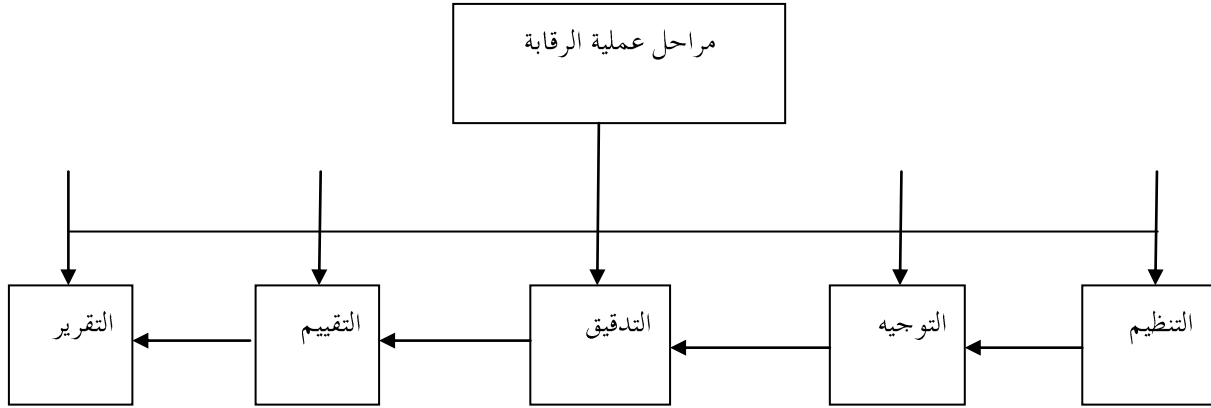 مراحل عملية الرقابة
التنظيم
التوجيه
التدقيق
التقييم
التقرير